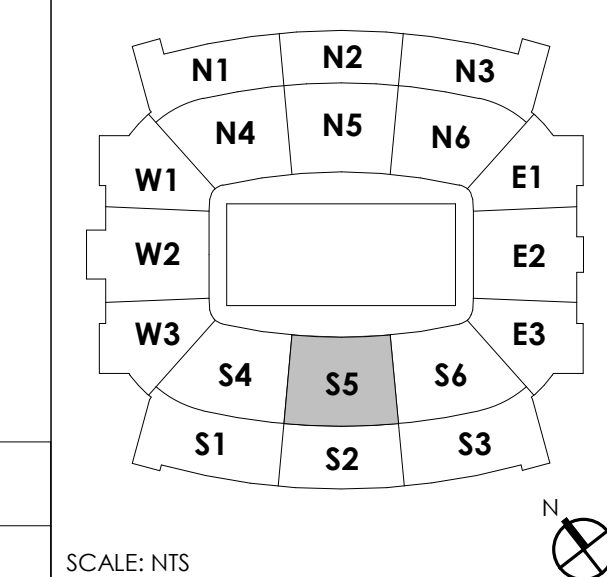 N1 N2 N3
N4 N5 N6
W1 E1
W2 E2
W3 E3
S4 S5 S6
S1 S2 S3
N
SCALE: NTS